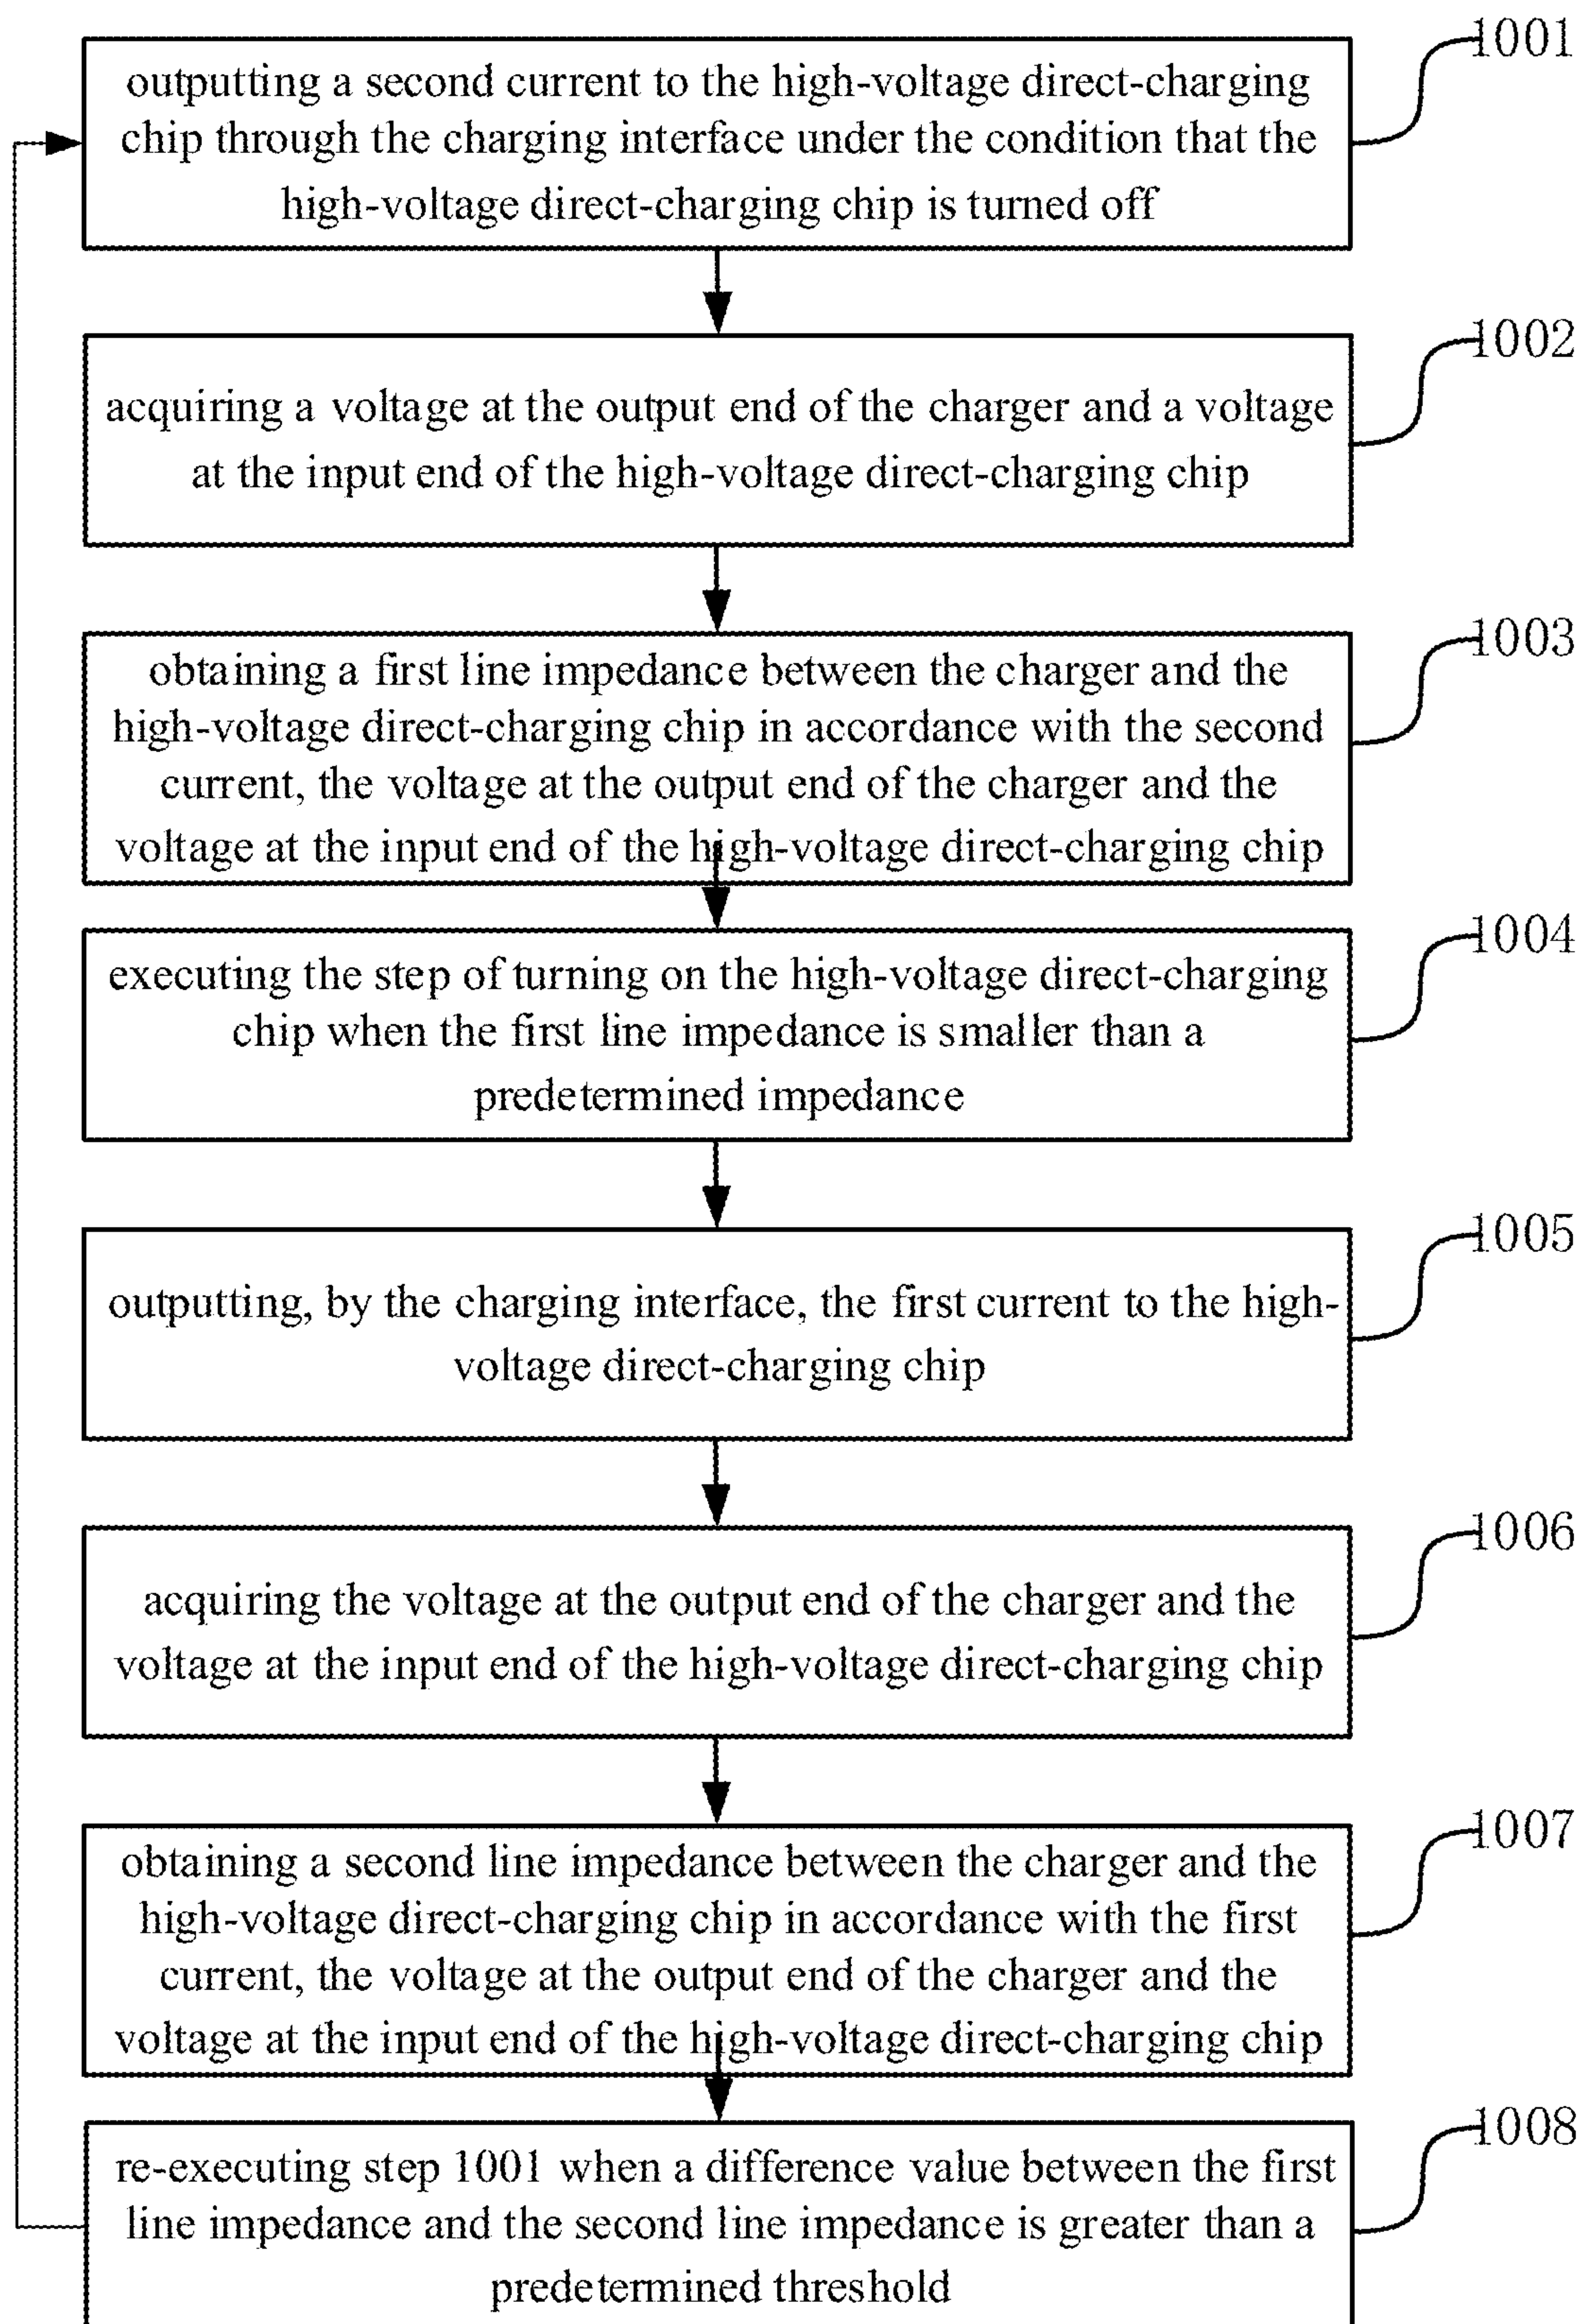 1001
outputting a second current to the high-voltage direct-charging
chip through the charging interface under the condition that the
high-voltage direct-charging chip is turned off
1002
acquiring a voltage at the output end of the charger and a voltage
at the input end of the high-voltage direct-charging chip
1003
obtaining a first line impedance between the charger and the
high-voltage direct-charging chip in accordance with the second
current, the voltage at the output end of the charger and the
voltage at the input end of the high-voltage direct-charging chip
1004
executing the step of turning on the high-voltage direct-charging
chip when the first line impedance is smaller than a
predetermined impedance
1005
outputting, by the charging interface, the first current to the high-
voltage direct-charging chip
1006
acquiring the voltage at the output end of the charger and the
voltage at the input end of the high-voltage direct-charging chip
1007
obtaining a second line impedance between the charger and the
high-voltage direct-charging chip in accordance with the first
current, the voltage at the output end of the charger and the
voltage at the input end of the high-voltage direct-charging chip
1008
re-executing step 1001 when a difference value between the first
line impedance and the second line impedance is greater than a
predetermined threshold